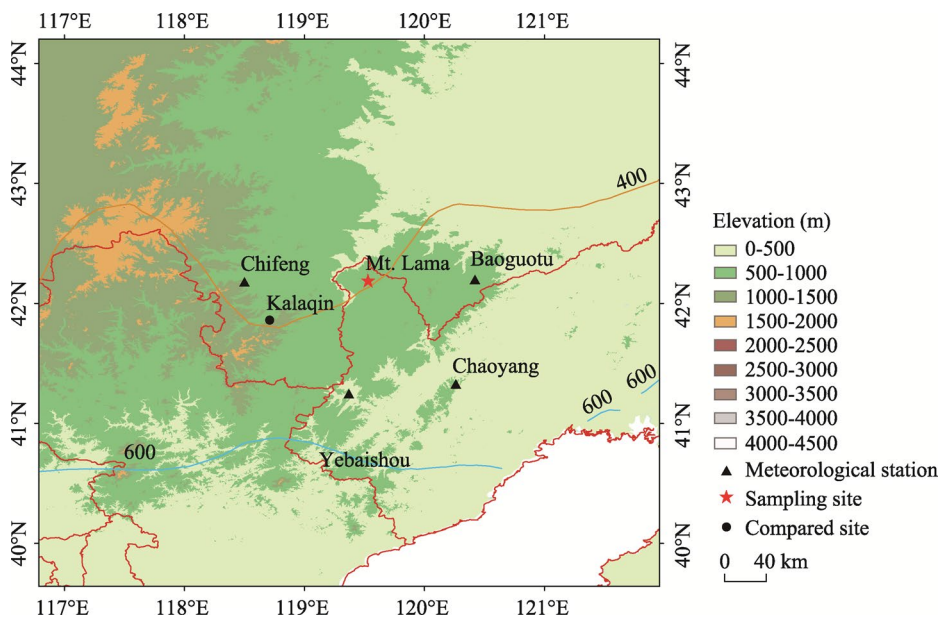 117°E 118°E 119°E 120°E 121°E
44°N
44°N
43°N
43°N
400
Elevation (m)
0-500
500-1000
1000-1500
1500-2000
2000-2500
2500-3000
3000-3500
3500-4000
4000-4500
Meteorological station
Sampling site
Compared site
0 40 km
Chifeng
Mt. Lama
Baoguotu
Kalaqin
42°N
42°N
Chaoyang
600
600
41°N
41°N
600
Yebaishou
40°N
40°N
117°E 118°E 119°E 120°E 121°E